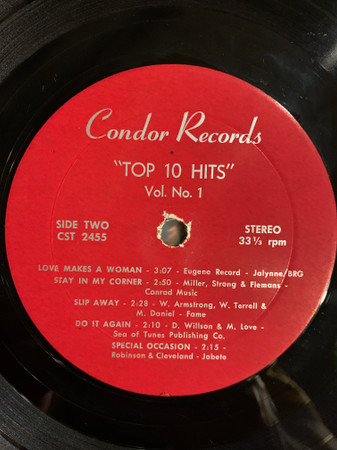 Condor Records
"TOP 10 HITS"
Vol. No. 1
SIDE TWO
CST 2455
STEREO
33⅓ rpm
LOVE MAKES A WOMAN - 3:07 - Eugene Record - Jalynne/BRG
STAY IN MY CORNER - 2:50 - Miller, Strong & Flemans -
Conrad Music
SLIP AWAY - 2:28 - W. Armstrong, W. Terrell &
M. Daniel - Fame
DO IT AGAIN - 2:10 - D. Willson & M. Love -
Sea of Tunes Publishing Co.
SPECIAL OCCASION - 2:15 -
Robinson & Cleveland - Jobete